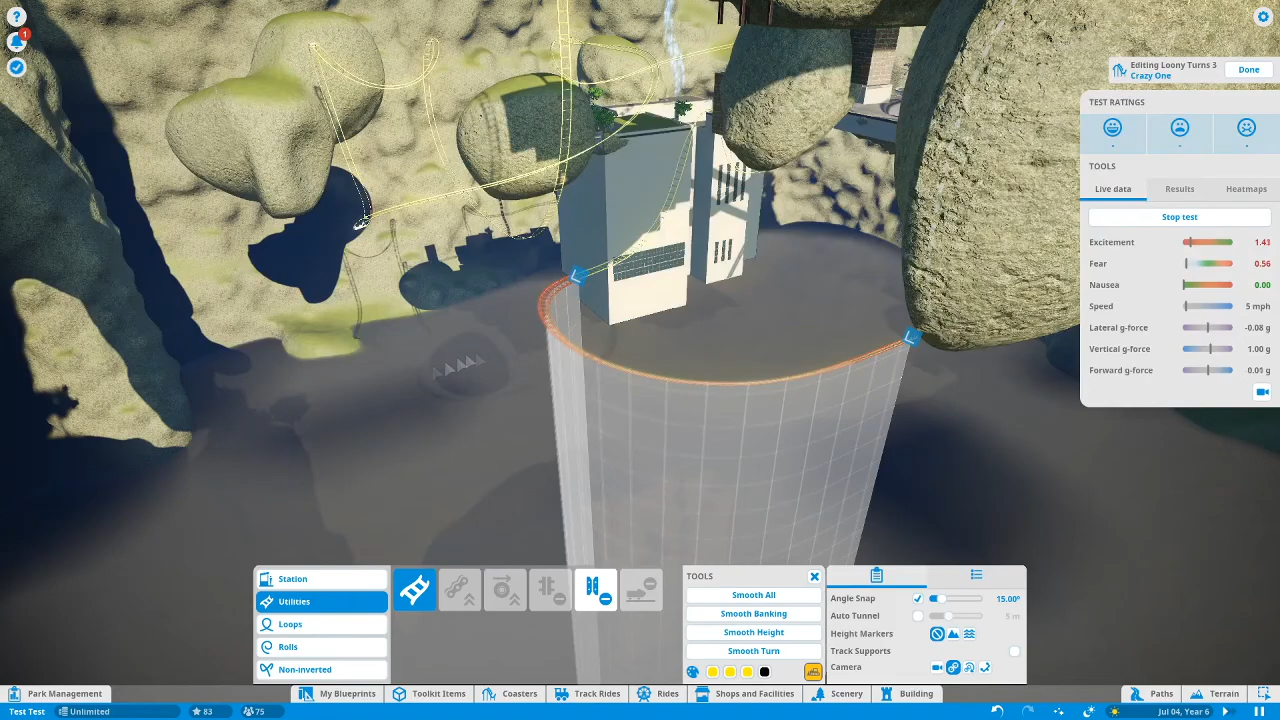 ?
1
Editing Loony Turns 3
Crazy One
Done
TEST RATINGS
- - -
TOOLS
Live data Results Heatmaps
Stop test
Excitement 1.43
Fear 0.56
Nausea 0.00
Speed 5 mph
Lateral g-force -0.08 g
Vertical g-force 1.00 g
Forward g-force 0.01 g
Station
Utilities
Loops
Rolls
Non-inverted
TOOLS
Smooth All
Smooth Banking
Smooth Height
Smooth Turn
Angle Snap 15.00°
Auto Tunnel 5 m
Height Markers
Track Supports
Camera
Park Management
My Blueprints
Toolkit Items
Coasters
Track Rides
Rides
Shops and Facilities
Scenery
Building
Paths
Terrain
Test Test
Unlimited
83
75
Jul 04, Year 6